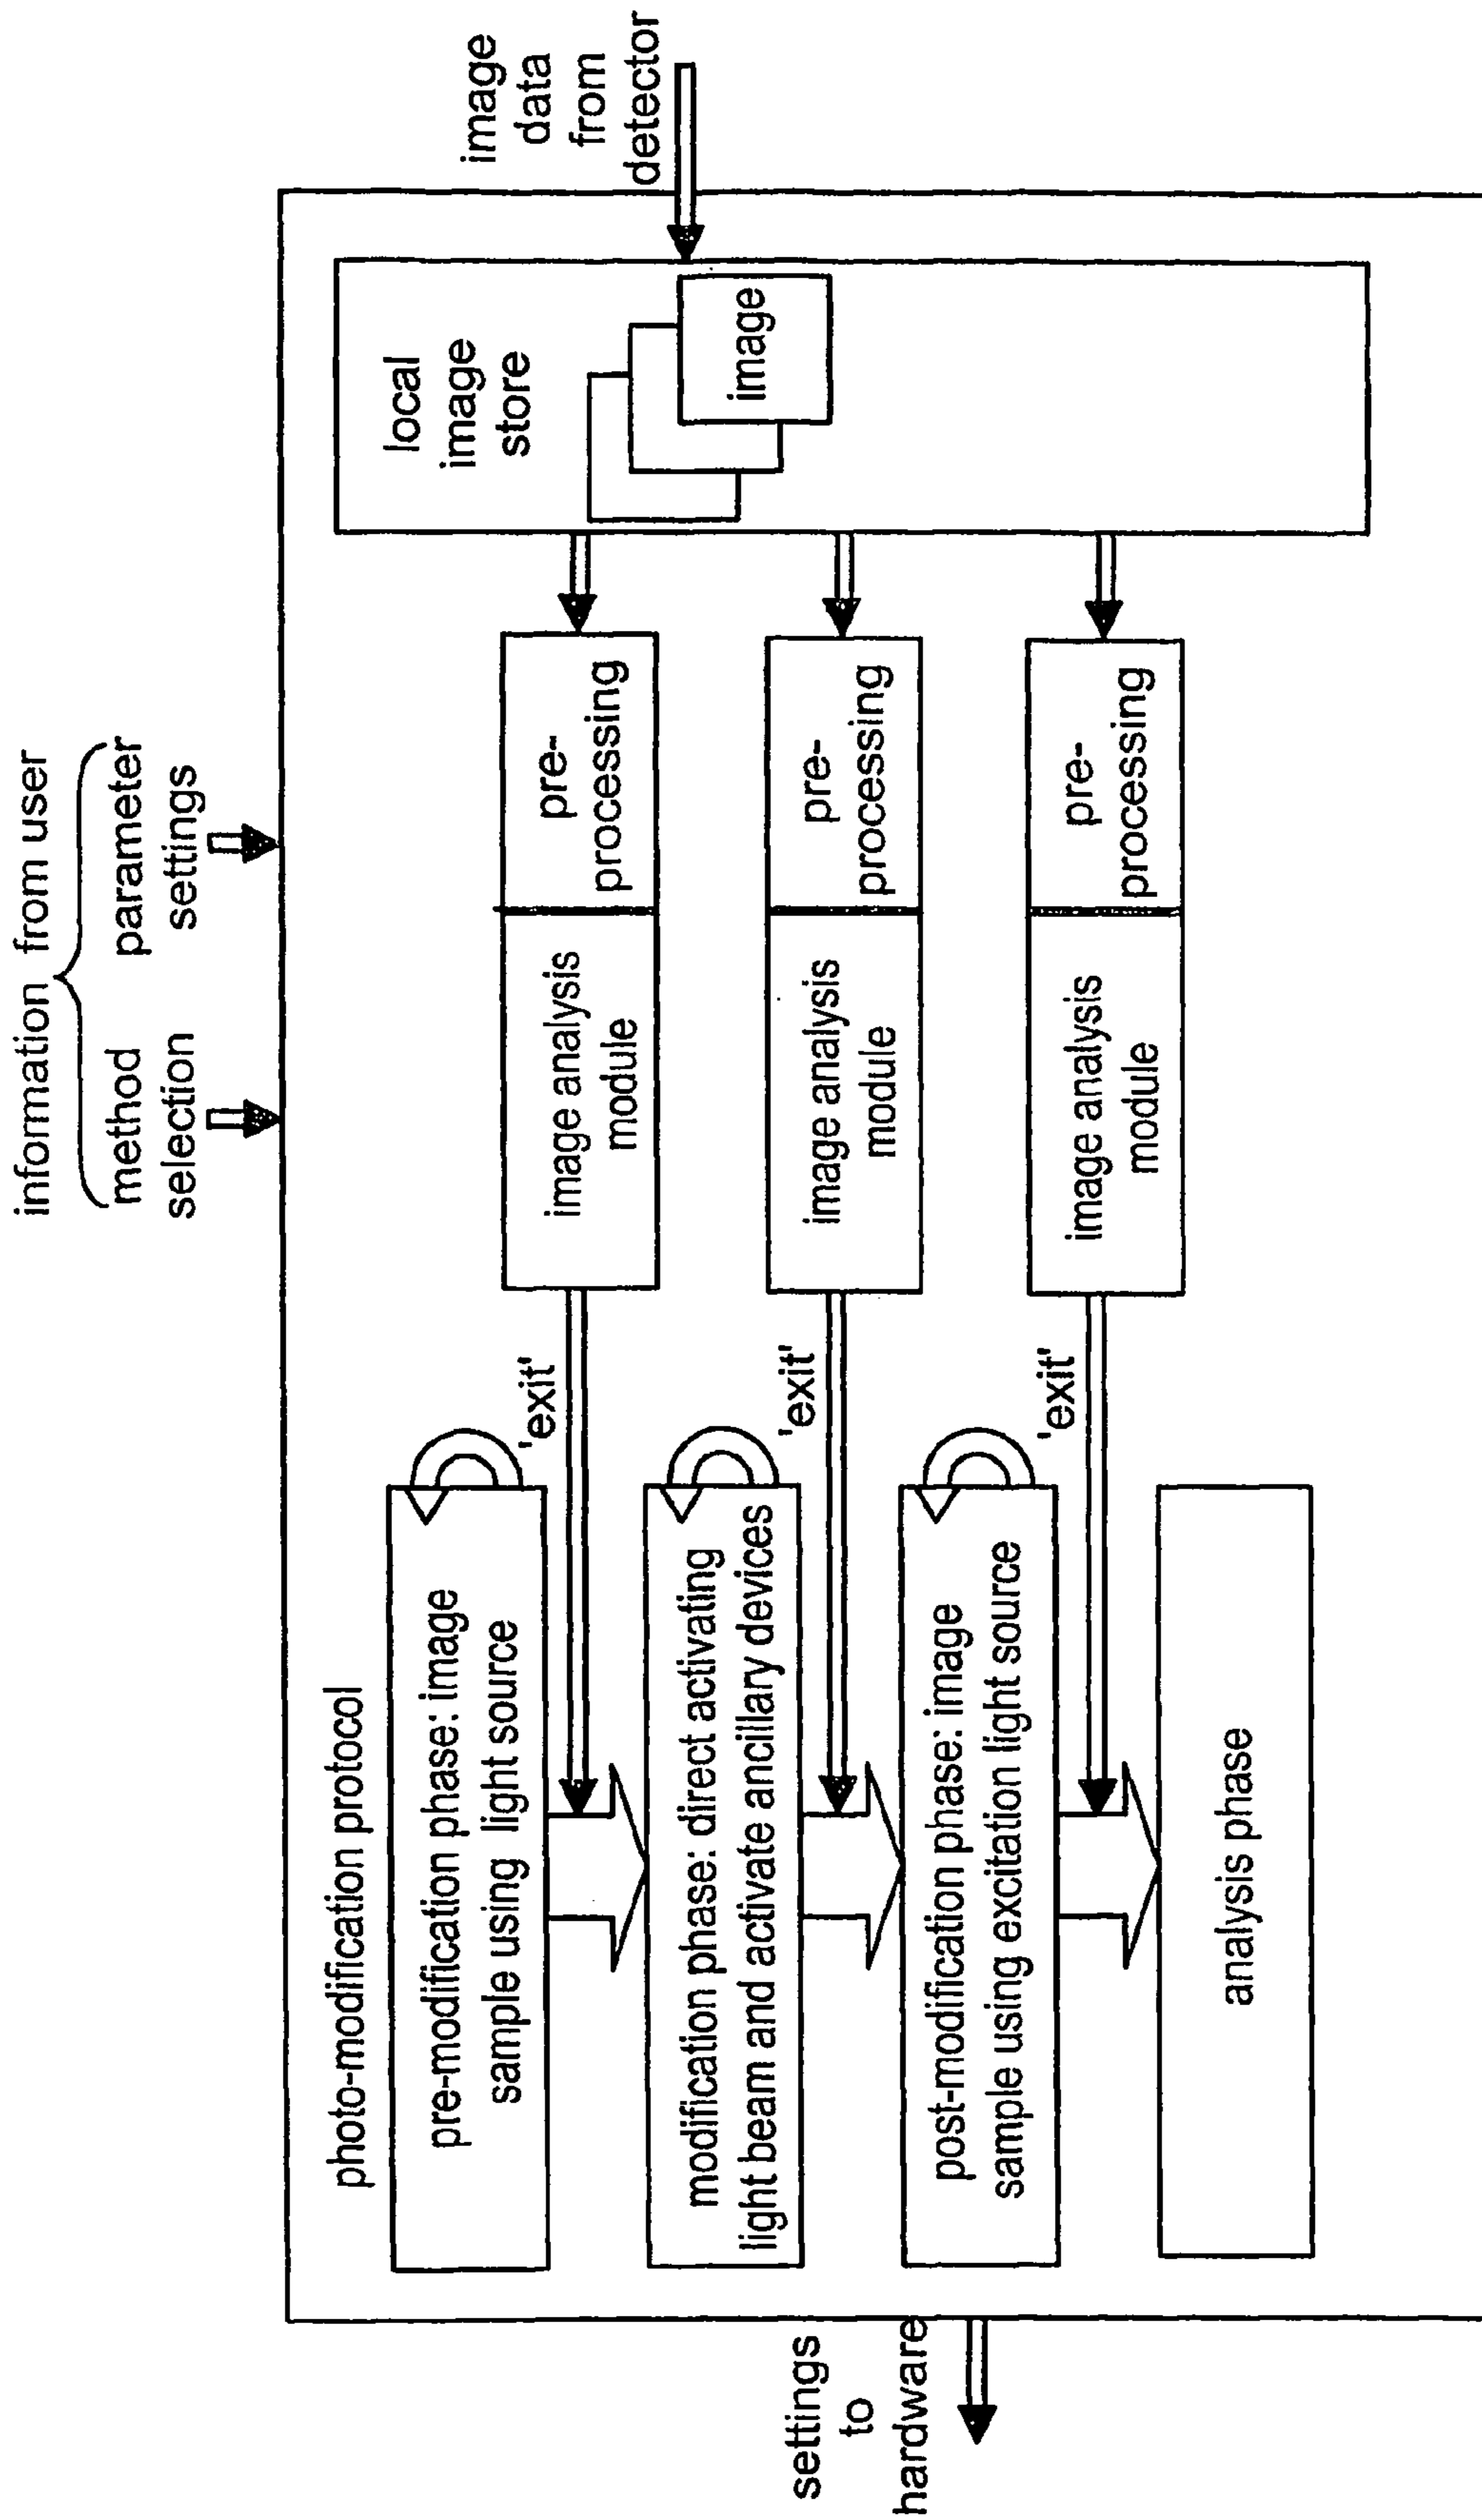 information from user
method
selection
parameter
settings
photo-modification protocol
pre-modification phase: image
sample using light source
modification phase: direct activating
light beam and activate ancillary devices
post-modification phase: image
sample using excitation light source
analysis phase
'exit'
'exit'
'exit'
image analysis
module
pre-
processing
image analysis
module
pre-
processing
image analysis
module
pre-
processing
local
image
store
image
image
data
from
detector
settings
to
hardware